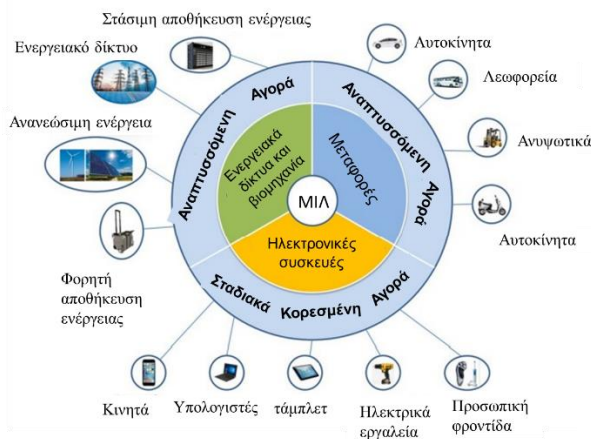 Στάσιμη αποθήκευση ενέργειας
Ενεργειακό δίκτυο
Ανανεώσιμη ενέργεια
Φορητή
αποθήκευση
ενέργειας
Αυτοκίνητα
Λεωφορεία
Ανυψωτικά
Αυτοκίνητα
Αναπτυσσόμενη Αγορά
Αναπτυσσόμενη Αγορά
Ενεργειακά
δίκτυα και
βιομηχανία
Μεταφορές
ΜΙΛ
Ηλεκτρονικές
συσκευές
Σταδιακά Κορεσμένη Αγορά
Κινητά
Υπολογιστές
τάμπλετ
Ηλεκτρικά
εργαλεία
Προσωπική
φροντίδα